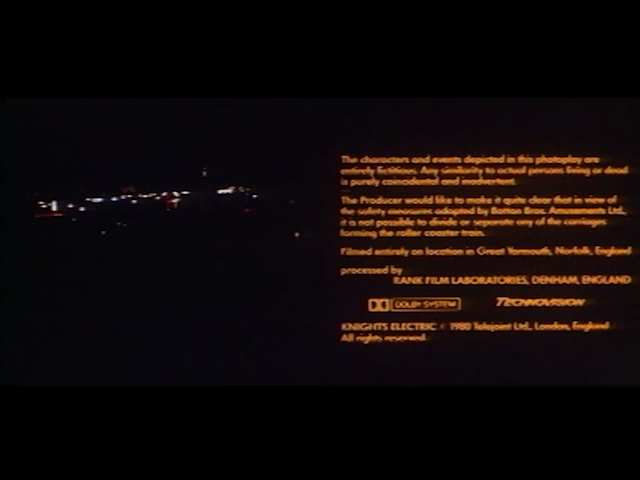 The characters and events depicted in this photoplay are
entirely fictitious. Any similarity to actual persons living or dead
is purely coincidental and inadvertent.
The Producer would like to make it quite clear that in view of
the safety measures adopted by Botton Bros. Amusements Ltd.,
it is not possible to divide or separate any of the carriages
forming the roller coaster train.
Filmed entirely on location in Great Yarmouth, Norfolk, England
processed by
RANK FILM LABORATORIES, DENHAM, ENGLAND
DOLBY SYSTEM TECHNOVISION
KNIGHTS ELECTRIC © 1980 Telejoint Ltd., London, England
All rights reserved.